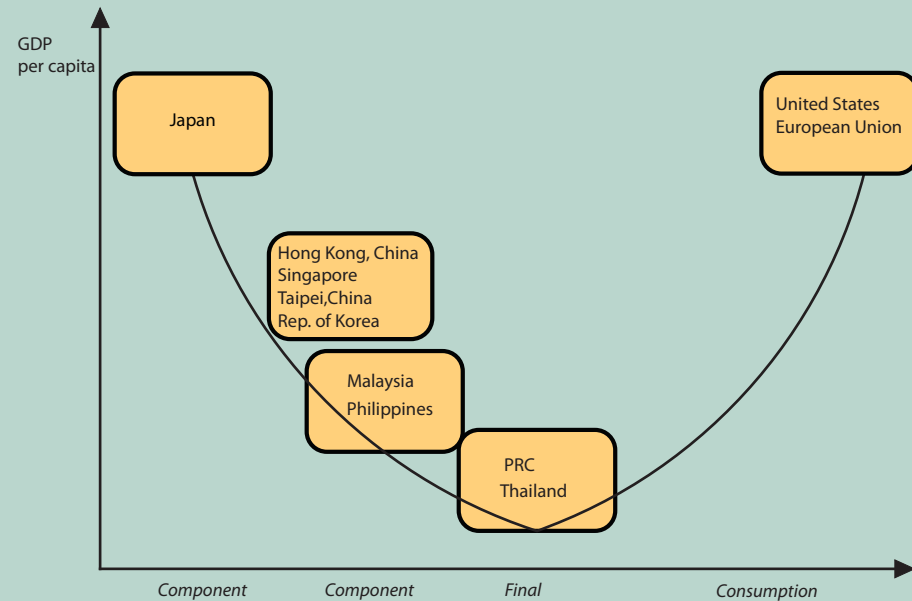 GDP
per capita
Japan
United States
European Union
Hong Kong, China
Singapore
Taipei,China
Rep. of Korea
Malaysia
Philippines
PRC
Thailand
Component
Component
Final
Consumption